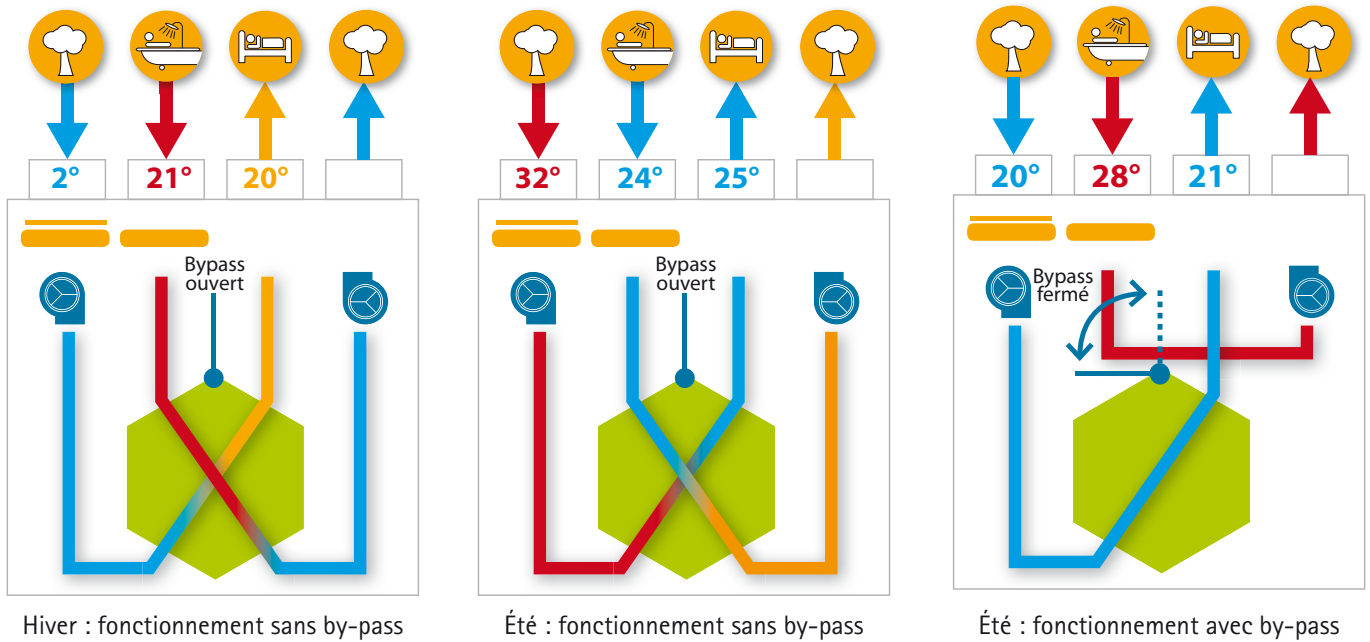 2° 21° 20°
Bypass
ouvert
Hiver : fonctionnement sans by-pass
32° 24° 25°
Bypass
ouvert
Été : fonctionnement sans by-pass
20° 28° 21°
Bypass
fermé
Été : fonctionnement avec by-pass